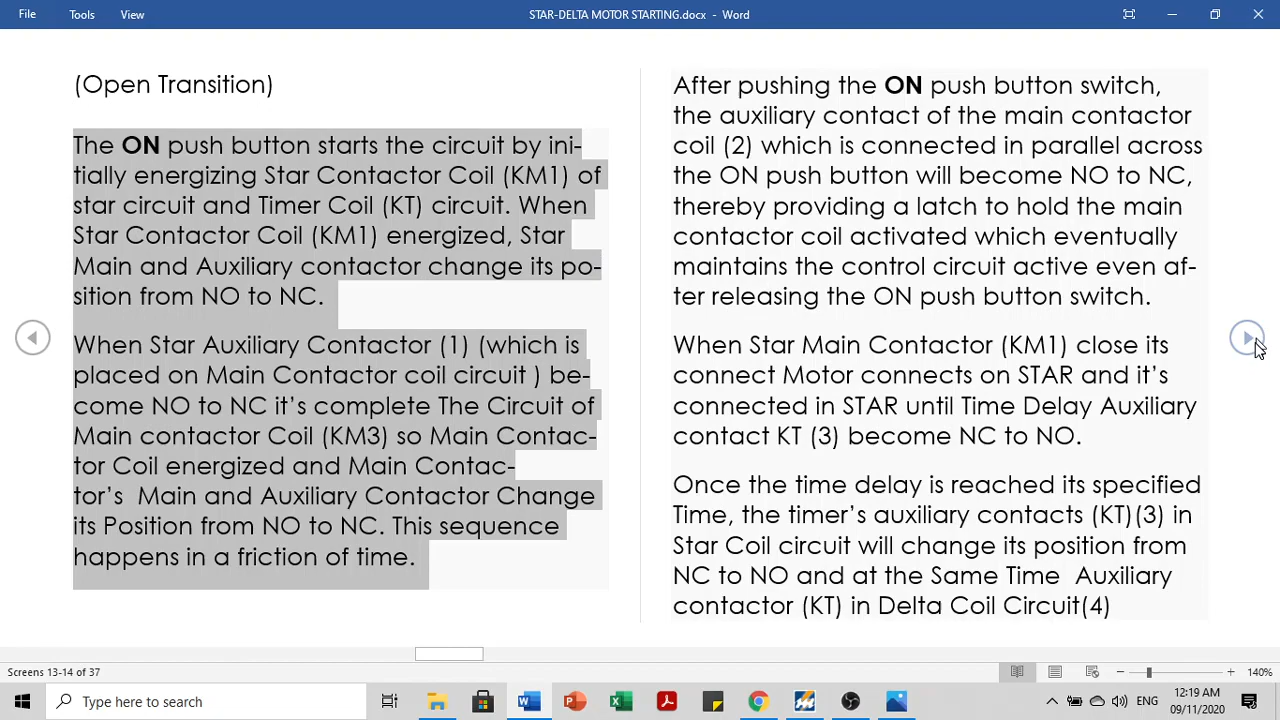 File
Tools
View
STAR-DELTA MOTOR STARTING.docx - Word
(Open Transition)
The ON push button starts the circuit by ini-
tially energizing Star Contactor Coil (KM1) of
star circuit and Timer Coil (KT) circuit. When
Star Contactor Coil (KM1) energized, Star
Main and Auxiliary contactor change its po-
sition from NO to NC.
When Star Auxiliary Contactor (1) (which is
placed on Main Contactor coil circuit ) be-
come NO to NC it's complete The Circuit of
Main contactor Coil (KM3) so Main Contac-
tor Coil energized and Main Contac-
tor's  Main and Auxiliary Contactor Change
its Position from NO to NC. This sequence
happens in a friction of time.
After pushing the ON push button switch,
the auxiliary contact of the main contactor
coil (2) which is connected in parallel across
the ON push button will become NO to NC,
thereby providing a latch to hold the main
contactor coil activated which eventually
maintains the control circuit active even af-
ter releasing the ON push button switch.
When Star Main Contactor (KM1) close its
connect Motor connects on STAR and it's
connected in STAR until Time Delay Auxiliary
contact KT (3) become NC to NO.
Once the time delay is reached its specified
Time, the timer's auxiliary contacts (KT)(3) in
Star Coil circuit will change its position from
NC to NO and at the Same Time  Auxiliary
contactor (KT) in Delta Coil Circuit(4)
Screens 13-14 of 37
140%
Type here to search
ENG
12:19 AM
09/11/2020